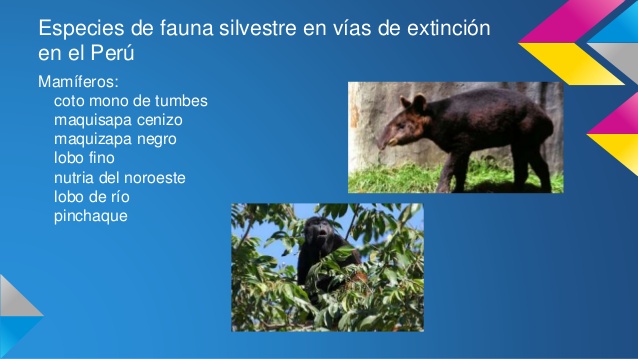 Especies de fauna silvestre en vías de extinción
en el Perú
Mamíferos:
coto mono de tumbes
maquisapa cenizo
maquizapa negro
lobo fino
nutria del noroeste
lobo de río
pinchaque